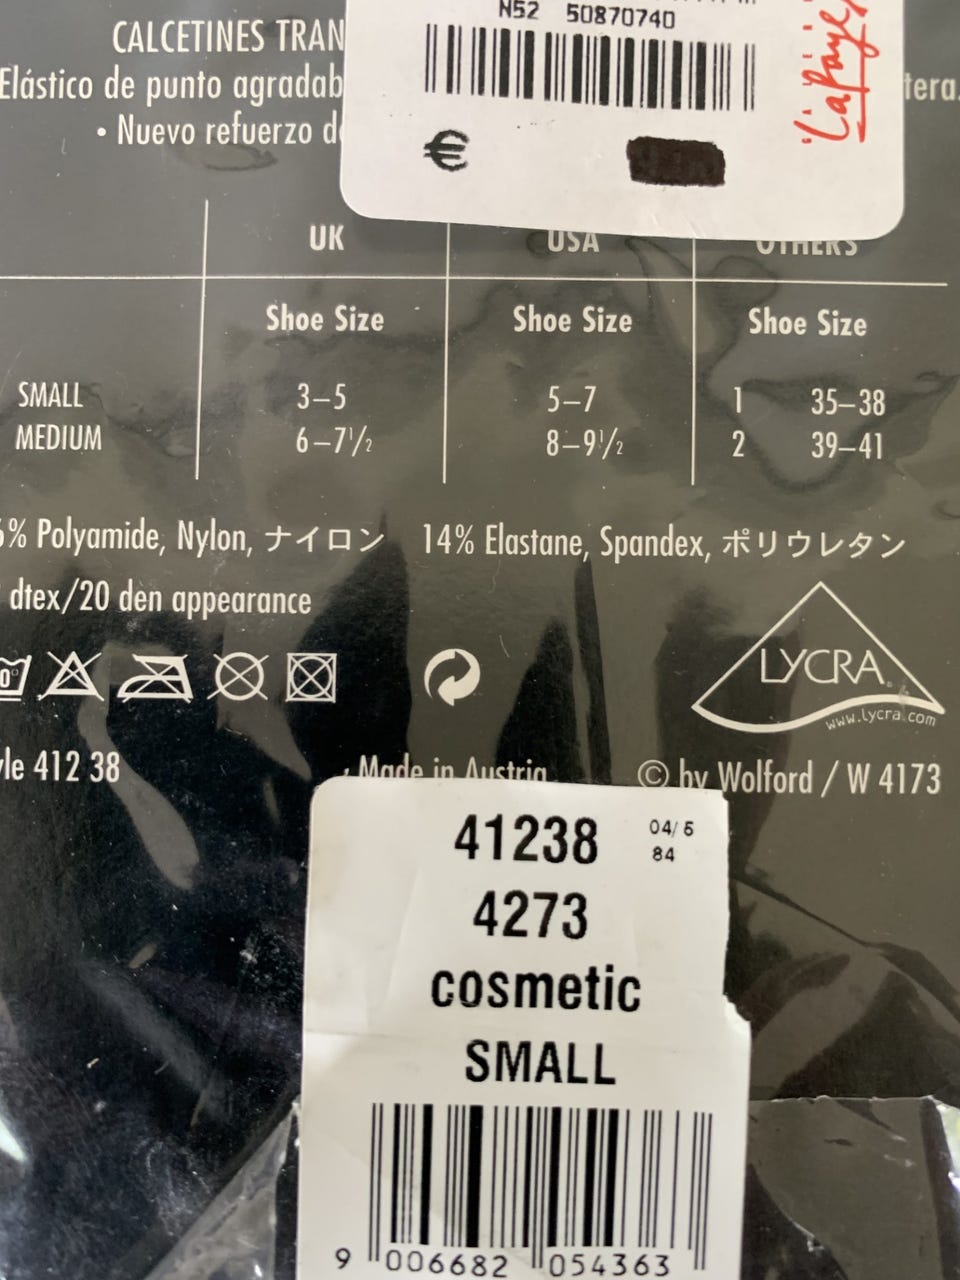 N52 50870740
CALCETINES TRAN
Elástico de punto agradab
tera.
• Nuevo refuerzo d
Lafaye
€
UK USA OTHERS
Shoe Size Shoe Size Shoe Size
SMALL 3–5 5–7 1 35–38
MEDIUM 6–7½ 8–9½ 2 39–41
6% Polyamide, Nylon, ナイロン 14% Elastane, Spandex, ポリウレタン
dtex/20 den appearance
LYCRA®
www.lycra.com
yle 412 38 Made in Austria © by Wolford / W 4173
41238 04/5
84
4273
cosmetic
SMALL
9 006682 054363